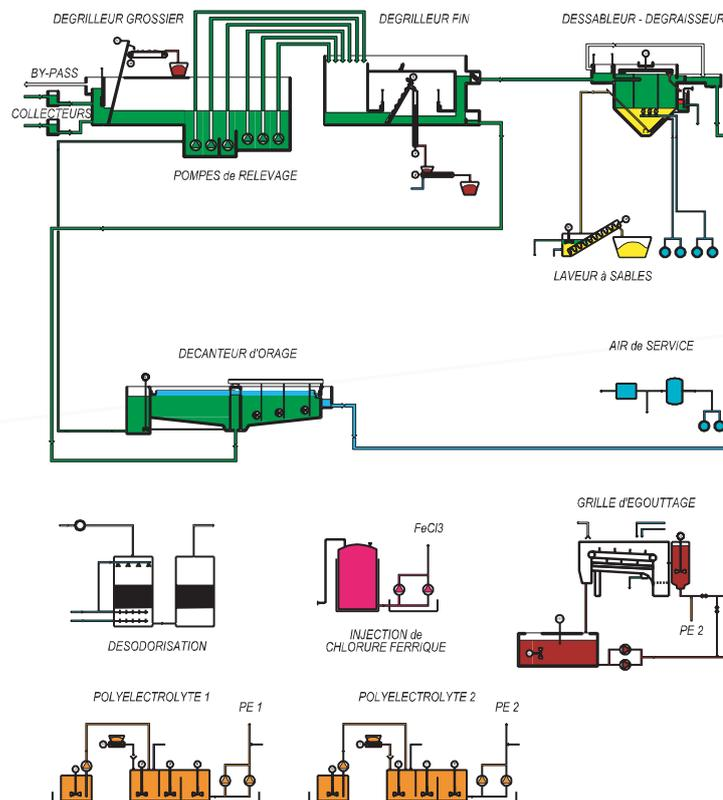 DEGRILLEUR GROSSIER
DEGRILLEUR FIN
DESSABLEUR - DEGRAISSEUR
BY-PASS
COLLECTEURS
POMPES de RELEVAGE
LAVEUR à SABLES
DECANTEUR d'ORAGE
AIR de SERVICE
GRILLE d'EGOUTTAGE
FeCl3
PE 2
DESODORISATION
INJECTION de
CHLORURE FERRIQUE
POLYELECTROLYTE 1
PE 1
POLYELECTROLYTE 2
PE 2